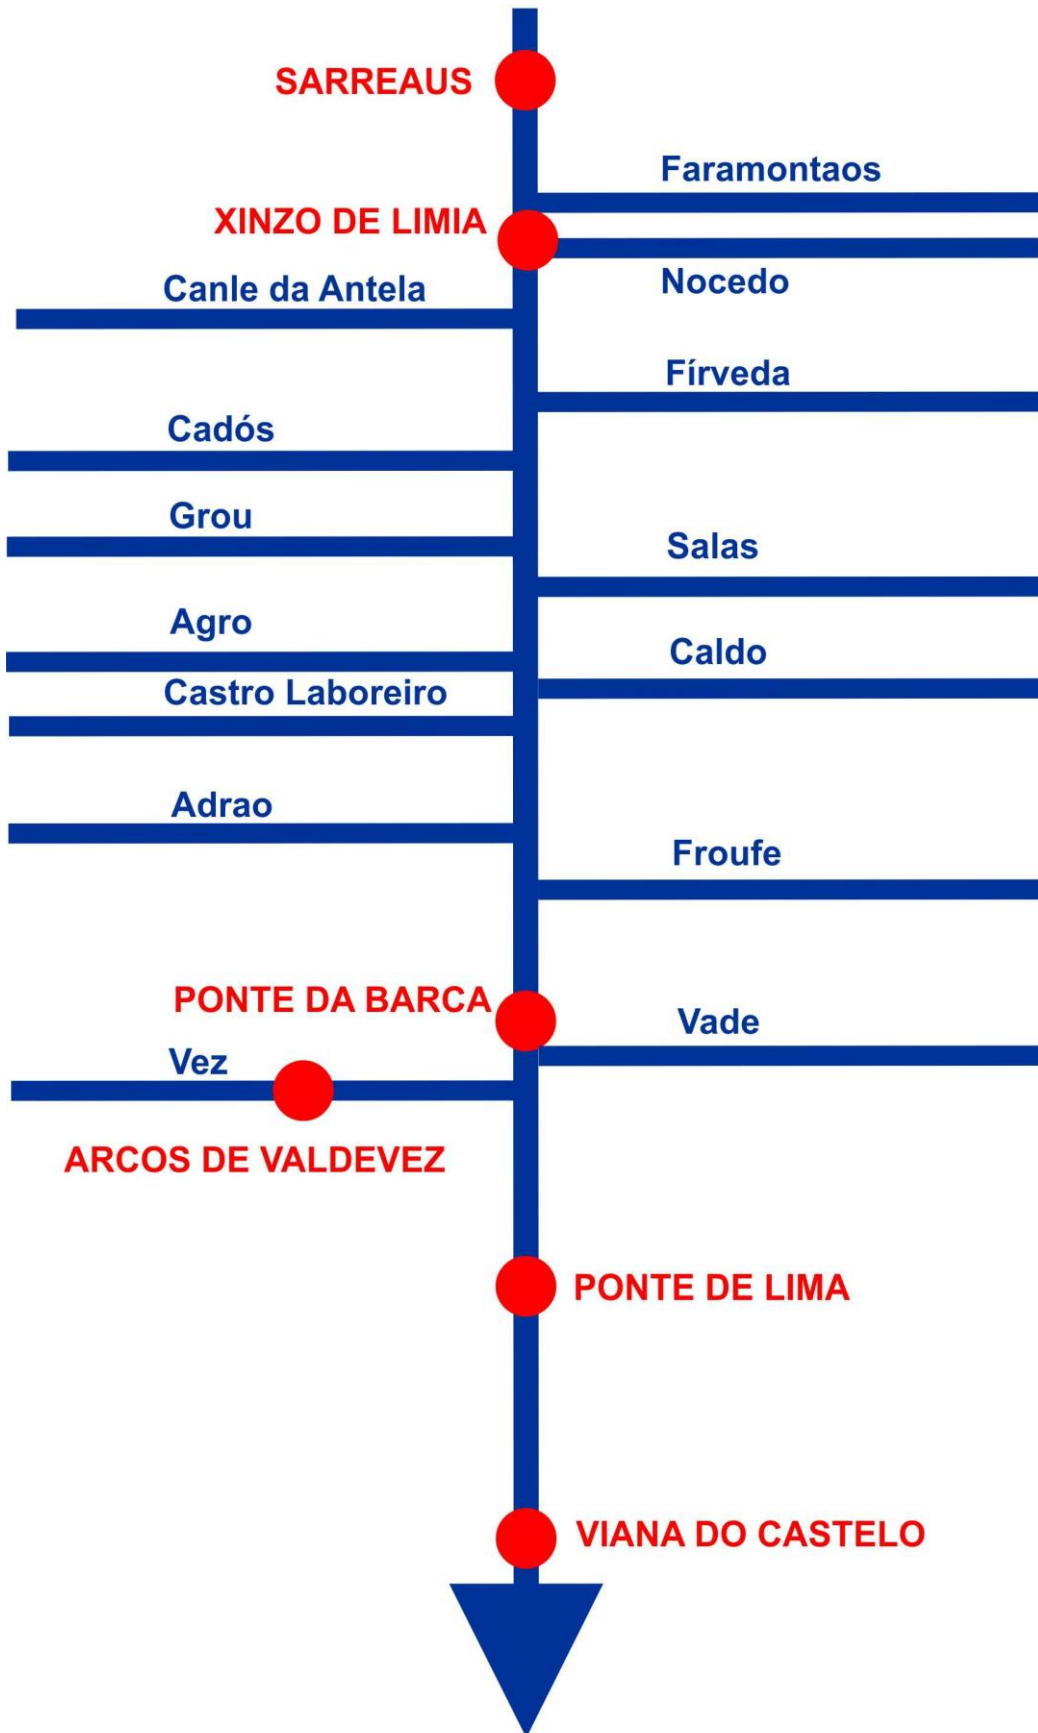 SARREAUS
Faramontaos
XINZO DE LIMIA
Nocedo
Canle da Antela
Fírveda
Cadós
Grou
Salas
Agro
Caldo
Castro Laboreiro
Adrao
Froufe
PONTE DA BARCA
Vade
Vez
ARCOS DE VALDEVEZ
PONTE DE LIMA
VIANA DO CASTELO